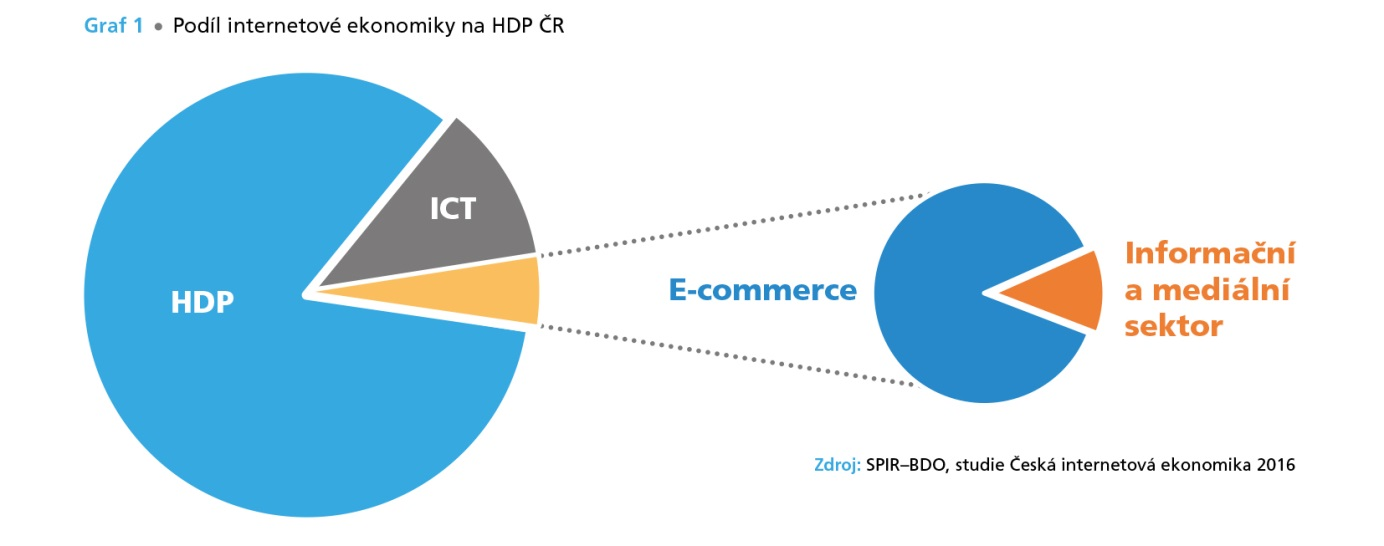 Graf 1 • Podíl internetové ekonomiky na HDP ČR
ICT
HDP
E-commerce
Informační
a mediální
sektor
Zdroj: SPIR–BDO, studie Česká internetová ekonomika 2016